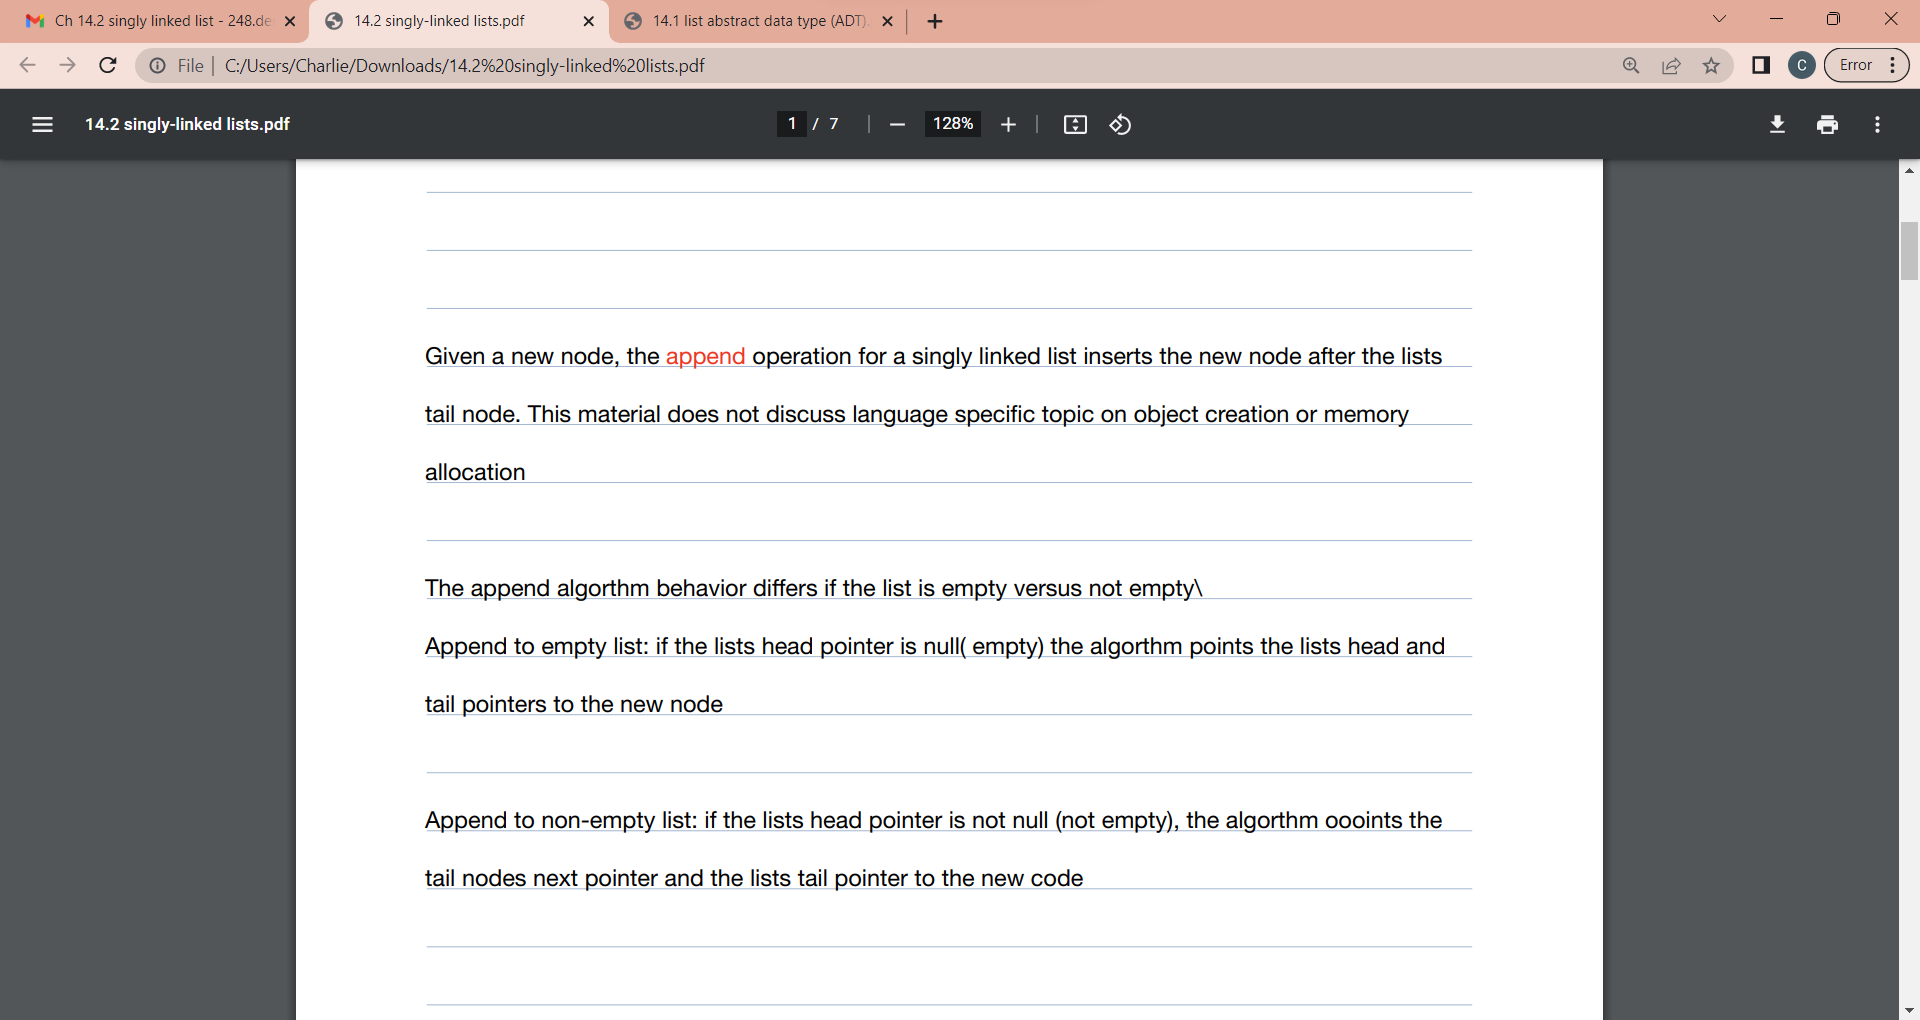 Ch 14.2 singly linked list - 248.de
14.2 singly-linked lists.pdf
14.1 list abstract data type (ADT).
File
C:/Users/Charlie/Downloads/14.2%20singly-linked%20lists.pdf
C
Error
14.2 singly-linked lists.pdf
1 / 7
128%
Given a new node, the append operation for a singly linked list inserts the new node after the lists
tail node. This material does not discuss language specific topic on object creation or memory
allocation
The append algorthm behavior differs if the list is empty versus not empty\
Append to empty list: if the lists head pointer is null( empty) the algorthm points the lists head and
tail pointers to the new node
Append to non-empty list: if the lists head pointer is not null (not empty), the algorthm oooints the
tail nodes next pointer and the lists tail pointer to the new code